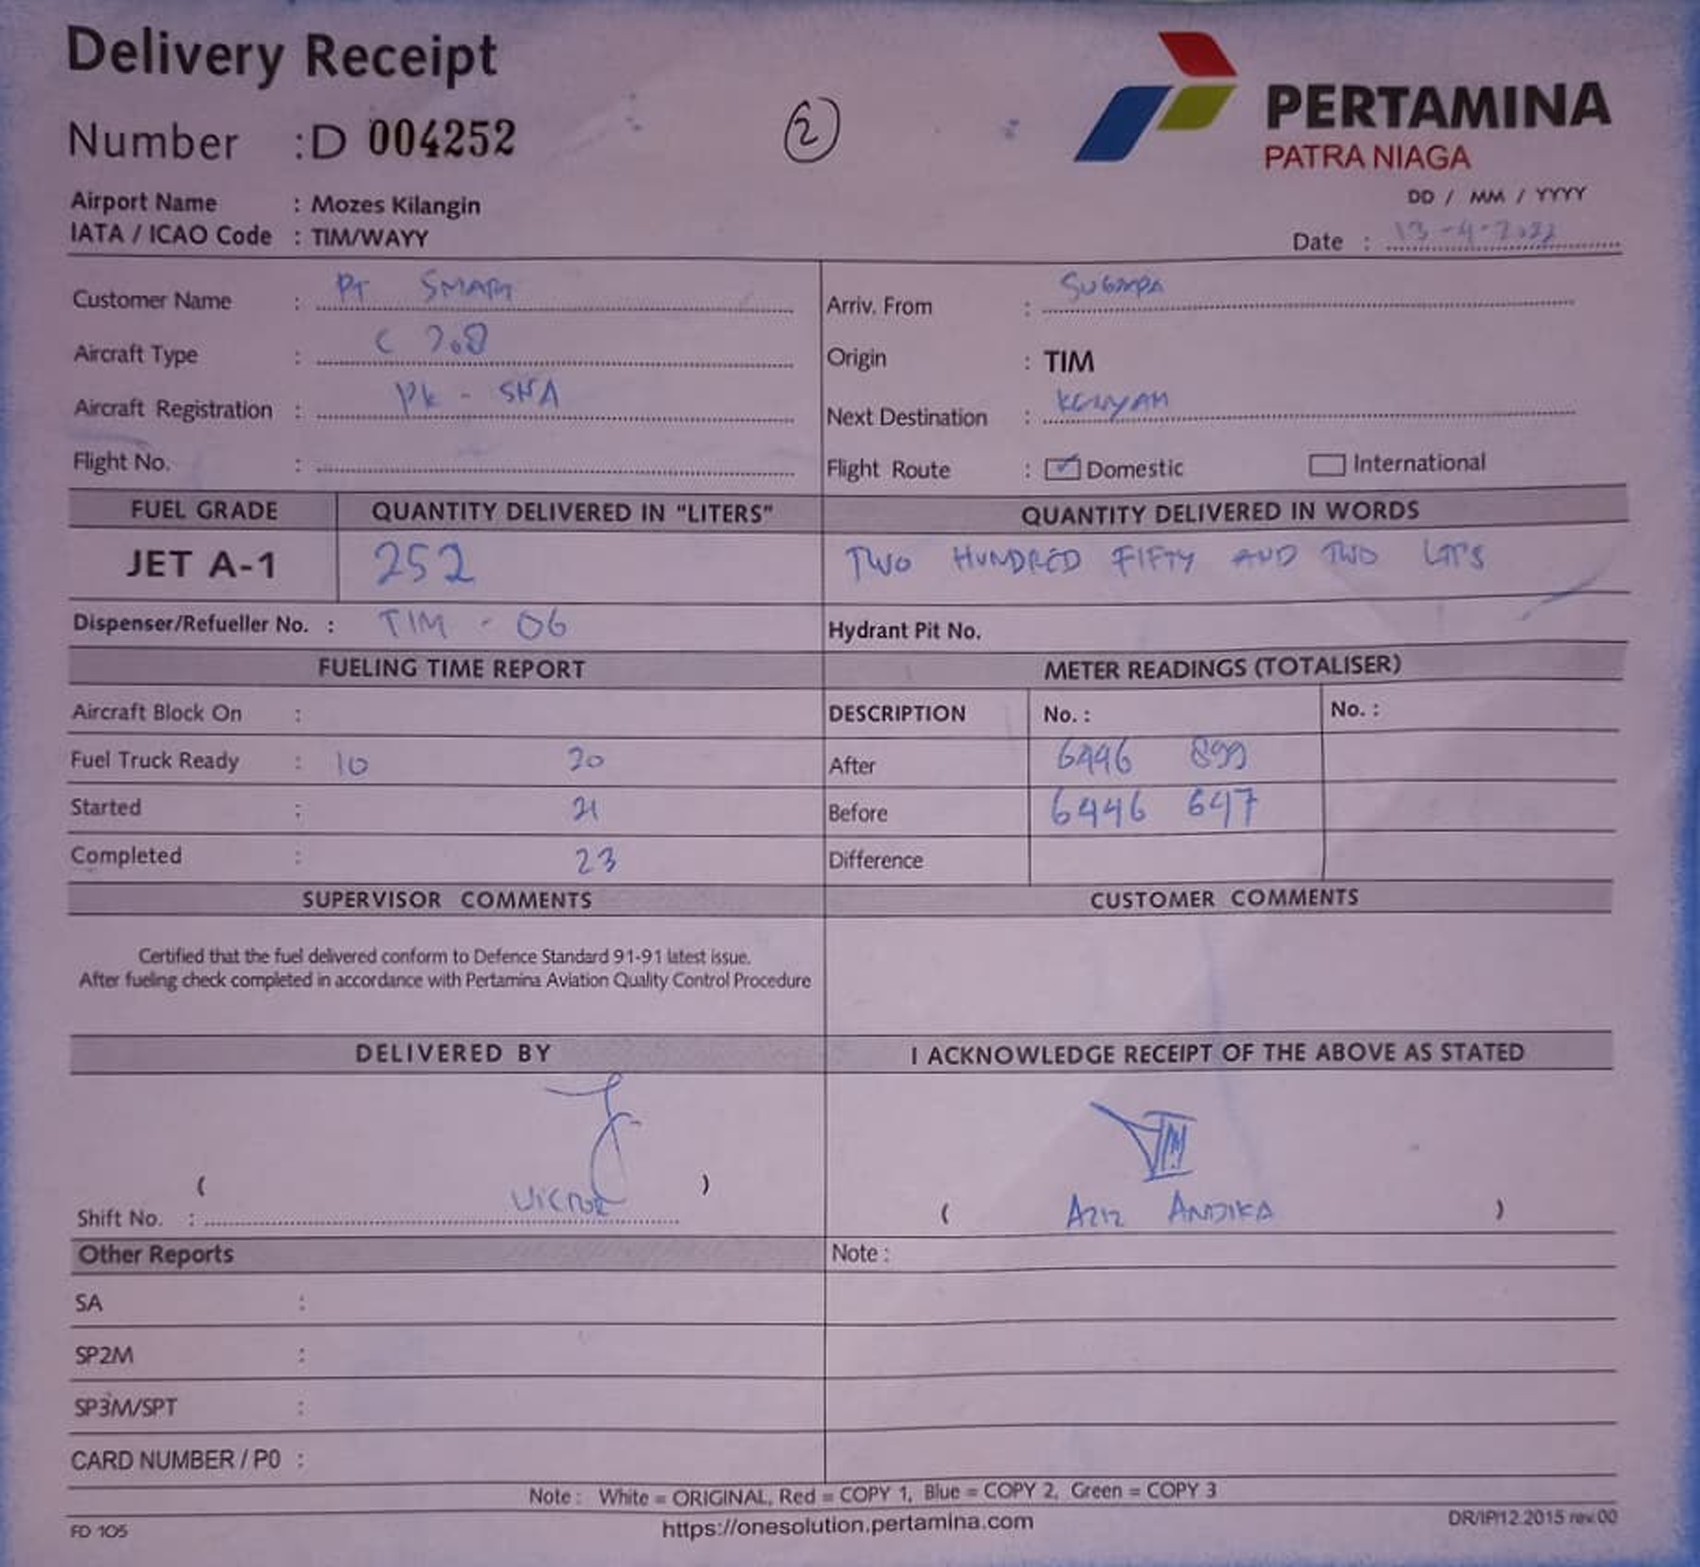 Delivery Receipt
Number : D 004252
2
PERTAMINA
PATRA NIAGA
Airport Name : Mozes Kilangin
IATA / ICAO Code : TIM/WAYY
DD / MM / YYYY
Date : 13-4-2022
Customer Name : PT SMART
Arriv. From : SUGAPA
Aircraft Type : C 208
Origin : TIM
Aircraft Registration : PK - SNA
Next Destination : KENYAM
Flight No. :
Flight Route : Domestic International
FUEL GRADE QUANTITY DELIVERED IN "LITERS" QUANTITY DELIVERED IN WORDS
JET A-1 252 TWO HUNDRED FIFTY AND TWO LTRS
Dispenser/Refueller No. : TIM - 06 Hydrant Pit No.
FUELING TIME REPORT METER READINGS (TOTALISER)
Aircraft Block On : DESCRIPTION No. : No. :
Fuel Truck Ready : 10 20 After 6446 899
Started : 21 Before 6446 647
Completed : 23 Difference
SUPERVISOR COMMENTS CUSTOMER COMMENTS
Certified that the fuel delivered conform to Defence Standard 91-91 latest issue.
After fueling check completed in accordance with Pertamina Aviation Quality Control Procedure
DELIVERED BY I ACKNOWLEDGE RECEIPT OF THE ABOVE AS STATED
( )
Shift No. : VICTOR
( AZIZ ANDIKA )
Other Reports Note :
SA :
SP2M :
SP3M/SPT :
CARD NUMBER / P0 :
Note : White = ORIGINAL, Red = COPY 1, Blue = COPY 2, Green = COPY 3
FD 105 https://onesolution.pertamina.com DR/IP/12.2015 rev.00